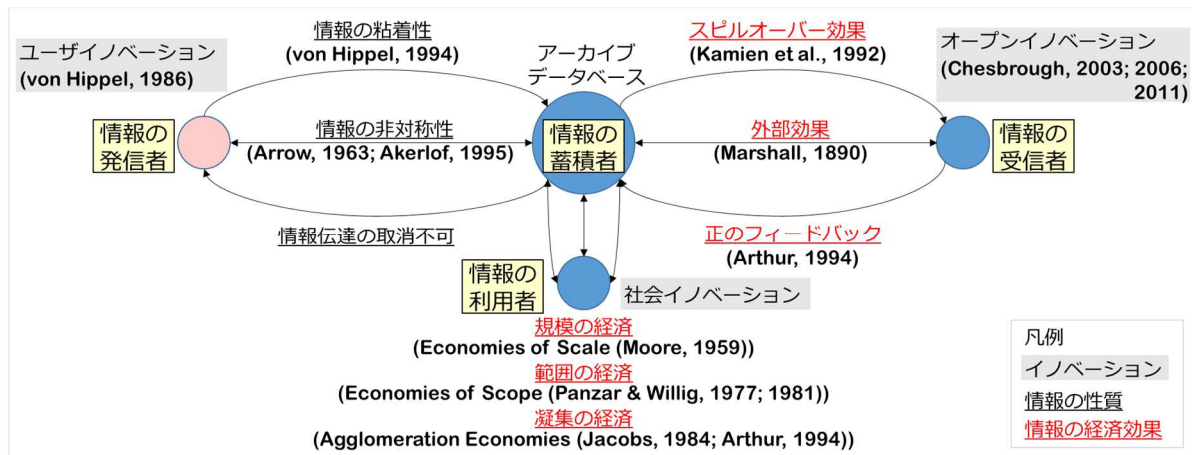 ユーザイノベーション
(von Hippel, 1986)
情報の粘着性
(von Hippel, 1994)
アーカイブ
データベース
スピルオーバー効果
(Kamien et al., 1992)
オープンイノベーション
(Chesbrough, 2003; 2006;
2011)
情報の
発信者
情報の非対称性
(Arrow, 1963; Akerlof, 1995)
情報の
蓄積者
外部効果
(Marshall, 1890)
情報の
受信者
情報伝達の取消不可
正のフィードバック
(Arthur, 1994)
情報の
利用者
社会イノベーション
規模の経済
(Economies of Scale (Moore, 1959))
範囲の経済
(Economies of Scope (Panzar & Willig, 1977; 1981))
凝集の経済
(Agglomeration Economies (Jacobs, 1984; Arthur, 1994))
凡例
イノベーション
情報の性質
情報の経済効果